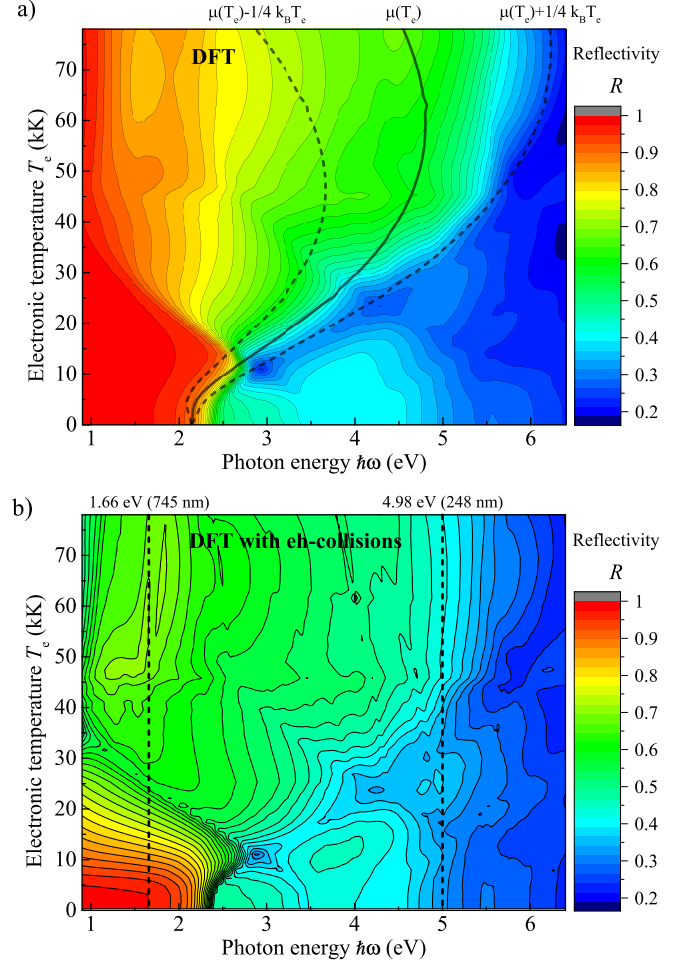 a)
μ(Tₑ)-1/4 k_BTₑ μ(Tₑ) μ(Tₑ)+1/4 k_BTₑ
DFT
Reflectivity
R
1
0.9
0.8
0.7
0.6
0.5
0.4
0.3
0.2
Electronic temperature Tₑ (kK)
70
60
50
40
30
20
10
0
1 2 3 4 5 6
Photon energy ℏω (eV)
b)
1.66 eV (745 nm) 4.98 eV (248 nm)
DFT with eh-collisions
Reflectivity
R
1
0.9
0.8
0.7
0.6
0.5
0.4
0.3
0.2
Electronic temperature Tₑ (kK)
70
60
50
40
30
20
10
0
1 2 3 4 5 6
Photon energy ℏω (eV)